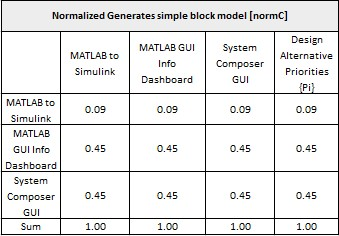 Normalized Generates simple block model [normC]
MATLAB to
Simulink
MATLAB GUI
Info
Dashboard
System
Composer
GUI
Design
Alternative
Priorities
{Pi}
MATLAB to
Simulink
0.09 0.09 0.09 0.09
MATLAB
GUI Info
Dashboard
0.45 0.45 0.45 0.45
System
Composer
GUI
0.45 0.45 0.45 0.45
Sum 1.00 1.00 1.00 1.00